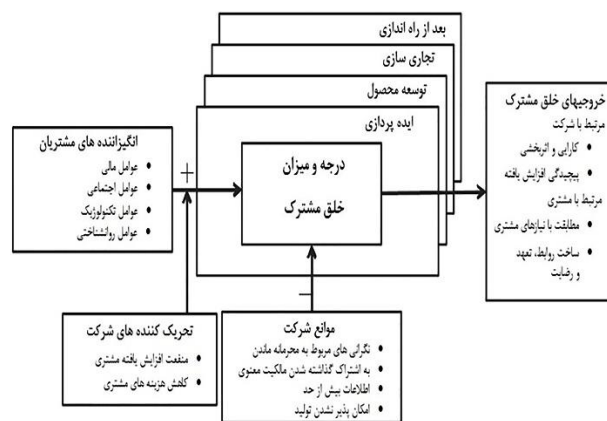 بعد از راه اندازی
تجاری سازی
توسعه محصول
ایده پردازی
درجه و میزان
خلق مشترک
انگیزاننده های مشتریان
عوامل مالی
عوامل اجتماعی
عوامل تکنولوژیک
عوامل روانشناختی
+
خروجیهای خلق مشترک
مرتبط با شرکت
کارایی و اثربخشی
پیچیدگی افزایش یافته
مرتبط با مشتری
مطابقت با نیازهای مشتری
ساخت روابط، تعهد
و رضایت
تحریک کننده های شرکت
منفعت افزایش یافته مشتری
کاهش هزینه های مشتری
–
موانع شرکت
نگرانی های مربوط به محرمانه ماندن
به اشتراک گذاشته شدن مالکیت معنوی
اطلاعات بیش از حد
امکان پذیر نشدن تولید